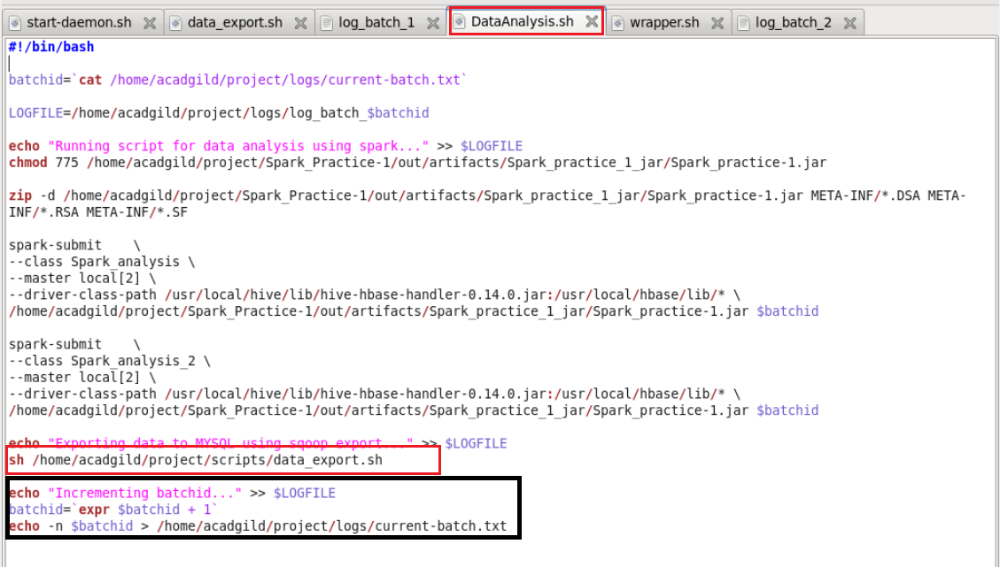 start-daemon.sh data_export.sh log_batch_1 DataAnalysis.sh wrapper.sh log_batch_2
#!/bin/bash
batchid=`cat /home/acadgild/project/logs/current-batch.txt`
LOGFILE=/home/acadgild/project/logs/log_batch_$batchid
echo "Running script for data analysis using spark..." >> $LOGFILE
chmod 775 /home/acadgild/project/Spark_Practice-1/out/artifacts/Spark_practice_1_jar/Spark_practice-1.jar
zip -d /home/acadgild/project/Spark_Practice-1/out/artifacts/Spark_practice_1_jar/Spark_practice-1.jar META-INF/*.DSA META-
INF/*.RSA META-INF/*.SF
spark-submit    \
--class Spark_analysis \
--master local[2] \
--driver-class-path /usr/local/hive/lib/hive-hbase-handler-0.14.0.jar:/usr/local/hbase/lib/* \
/home/acadgild/project/Spark_Practice-1/out/artifacts/Spark_practice_1_jar/Spark_practice-1.jar $batchid
spark-submit    \
--class Spark_analysis_2 \
--master local[2] \
--driver-class-path /usr/local/hive/lib/hive-hbase-handler-0.14.0.jar:/usr/local/hbase/lib/* \
/home/acadgild/project/Spark_Practice-1/out/artifacts/Spark_practice_1_jar/Spark_practice-1.jar $batchid
echo "Exporting data to MYSQL using sqoop export..." >> $LOGFILE
sh /home/acadgild/project/scripts/data_export.sh
echo "Incrementing batchid..." >> $LOGFILE
batchid=`expr $batchid + 1`
echo -n $batchid > /home/acadgild/project/logs/current-batch.txt